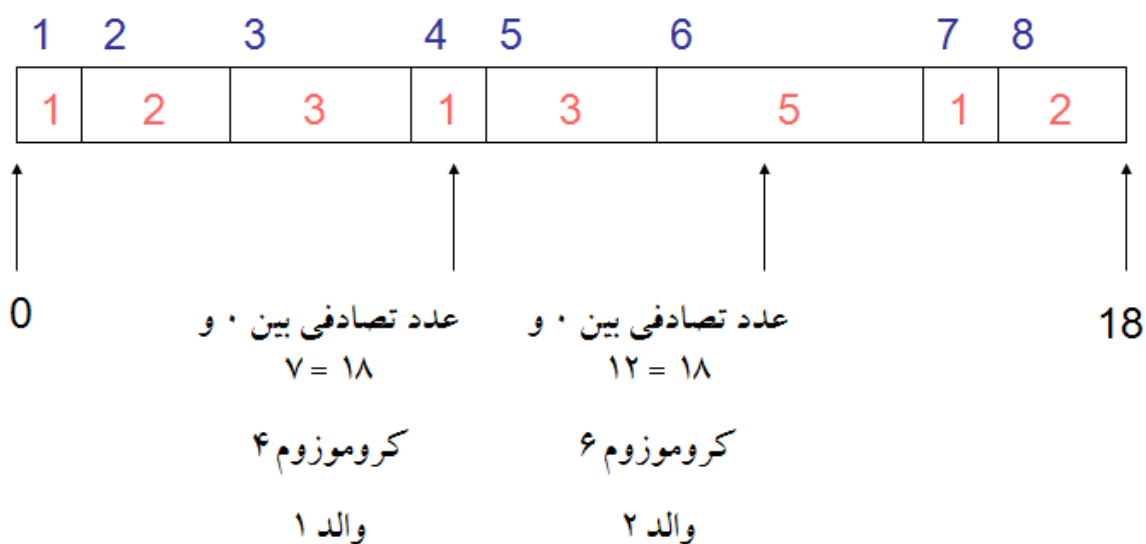 1 2 3 4 5 6 7 8
1 2 3 1 3 5 1 2
0
18
عدد تصادفی بین ۰ و
۱۸ = ۷
کروموزوم ۴
والد ۱
عدد تصادفی بین ۰ و
۱۸ = ۱۲
کروموزوم ۶
والد ۲